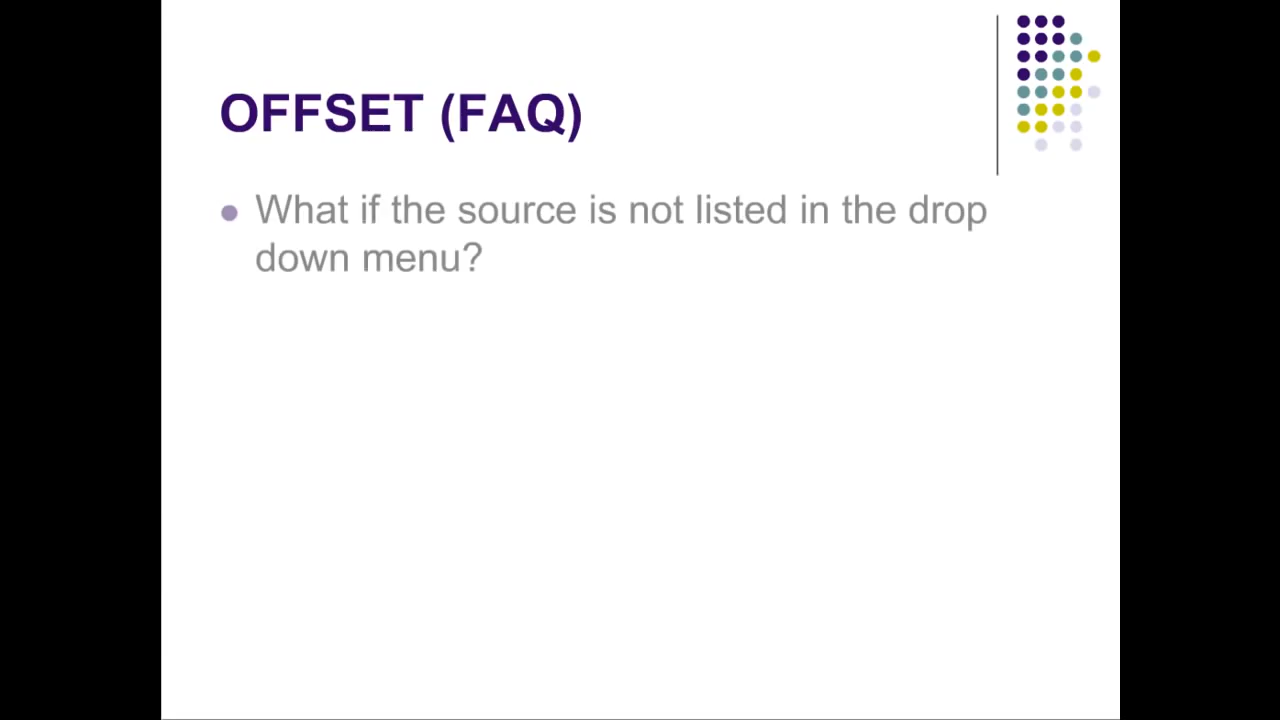 OFFSET (FAQ)
What if the source is not listed in the drop
down menu?